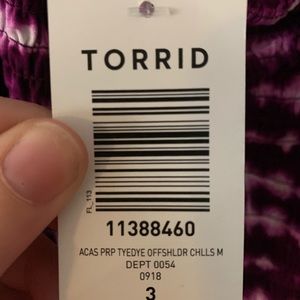 TORRID
FL_113
11388460
ACAS PRP TYEDYE OFFSHLDR CHLLS M
DEPT 0054
0918
3